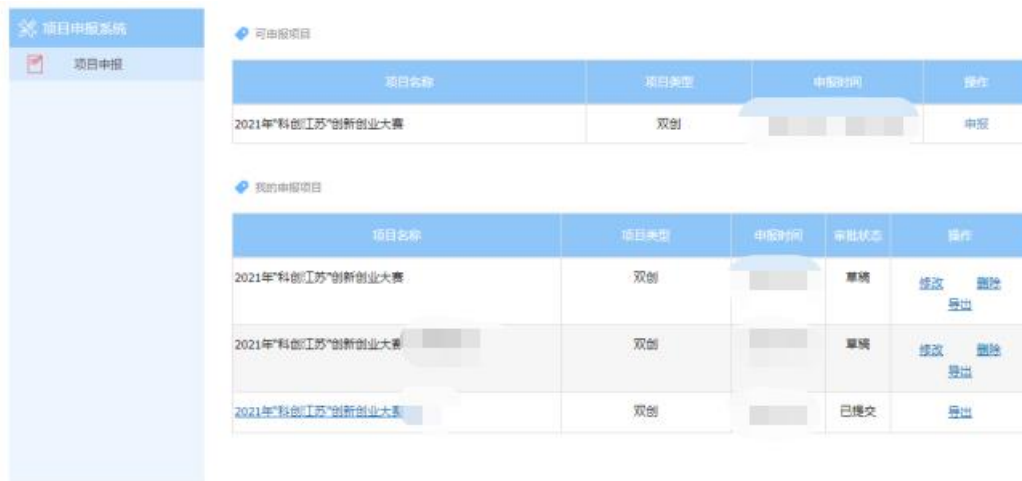 项目申报系统
项目申报
可申报项目
项目名称 项目类型 申报时间 操作
2021年"科创江苏"创新创业大赛 双创 申报
我的申报项目
项目名称 项目类型 申报时间 审批状态 操作
2021年"科创江苏"创新创业大赛 双创 草稿 修改 删除
导出
2021年"科创江苏"创新创业大赛 双创 草稿 修改 删除
导出
2021年"科创江苏"创新创业大赛 双创 已提交 导出